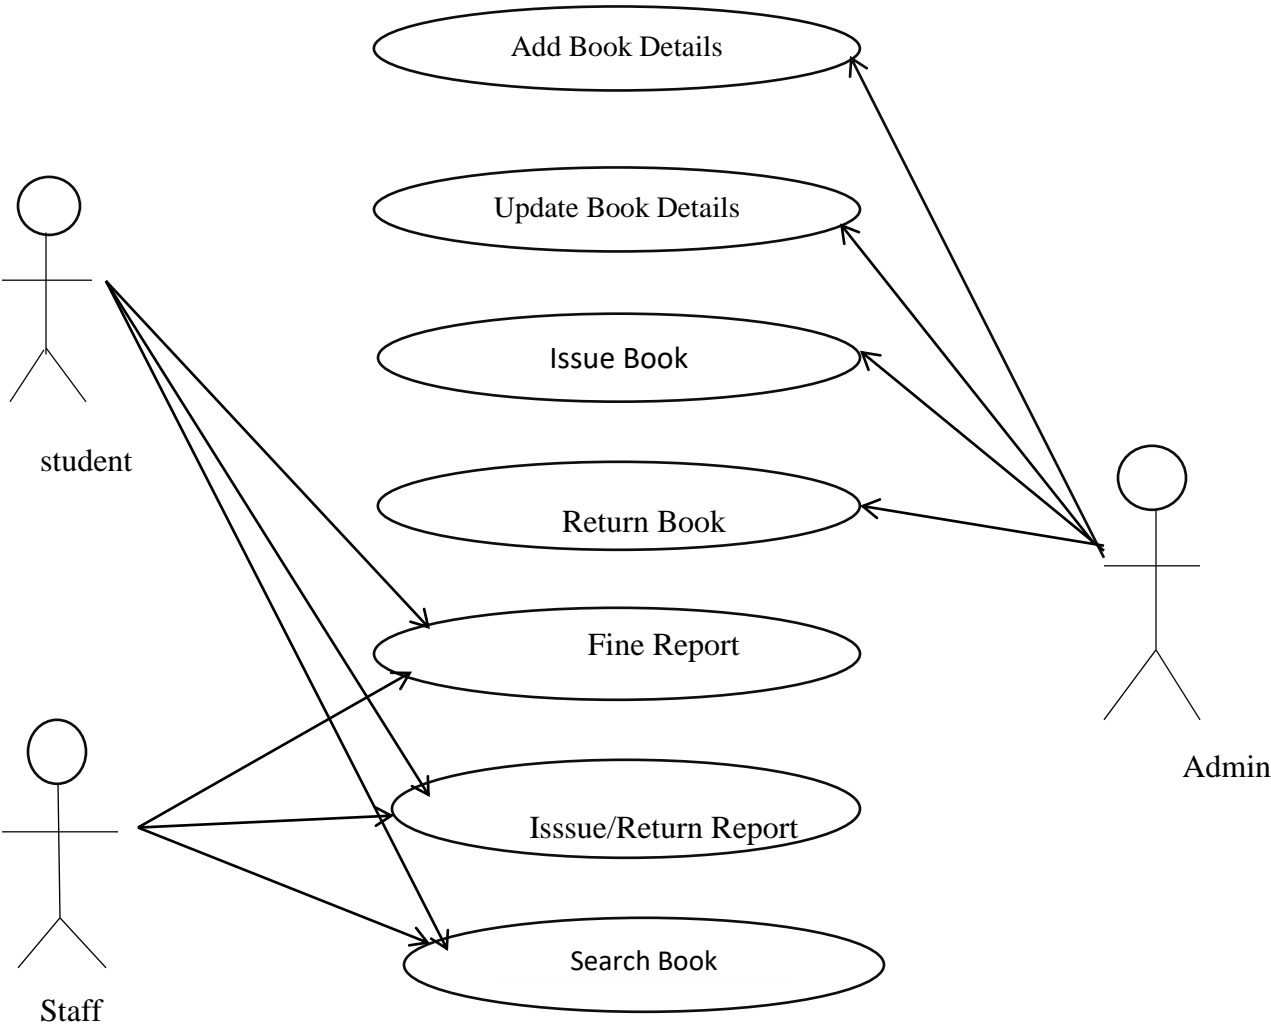 Add Book Details
Update Book Details
Issue Book
student
Return Book
Fine Report
Admin
Isssue/Return Report
Search Book
Staff